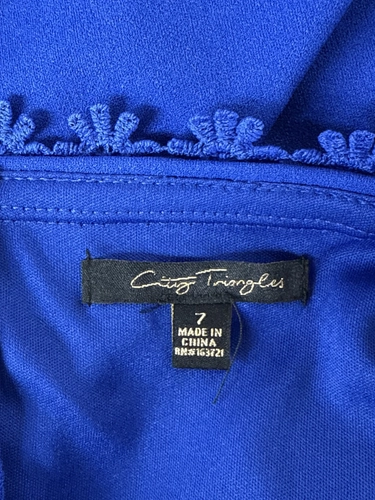 City Triangles
7
MADE IN
CHINA
RN#163721